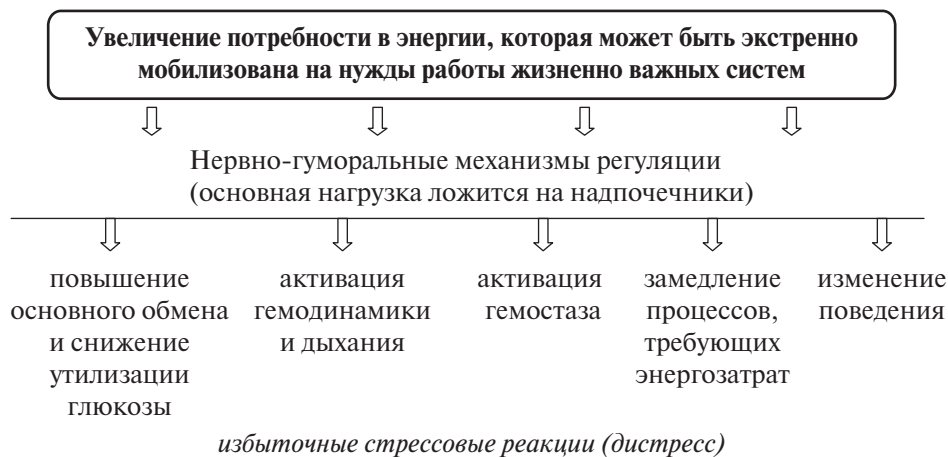 Увеличение потребности в энергии, которая может быть экстренно
мобилизована на нужды работы жизненно важных систем
Нервно-гуморальные механизмы регуляции
(основная нагрузка ложится на надпочечники)
повышение
основного обмена
и снижение
утилизации
глюкозы
активация
гемодинамики
и дыхания
активация
гемостаза
замедление
процессов,
требующих
энергозатрат
изменение
поведения
избыточные стрессовые реакции (дистресс)